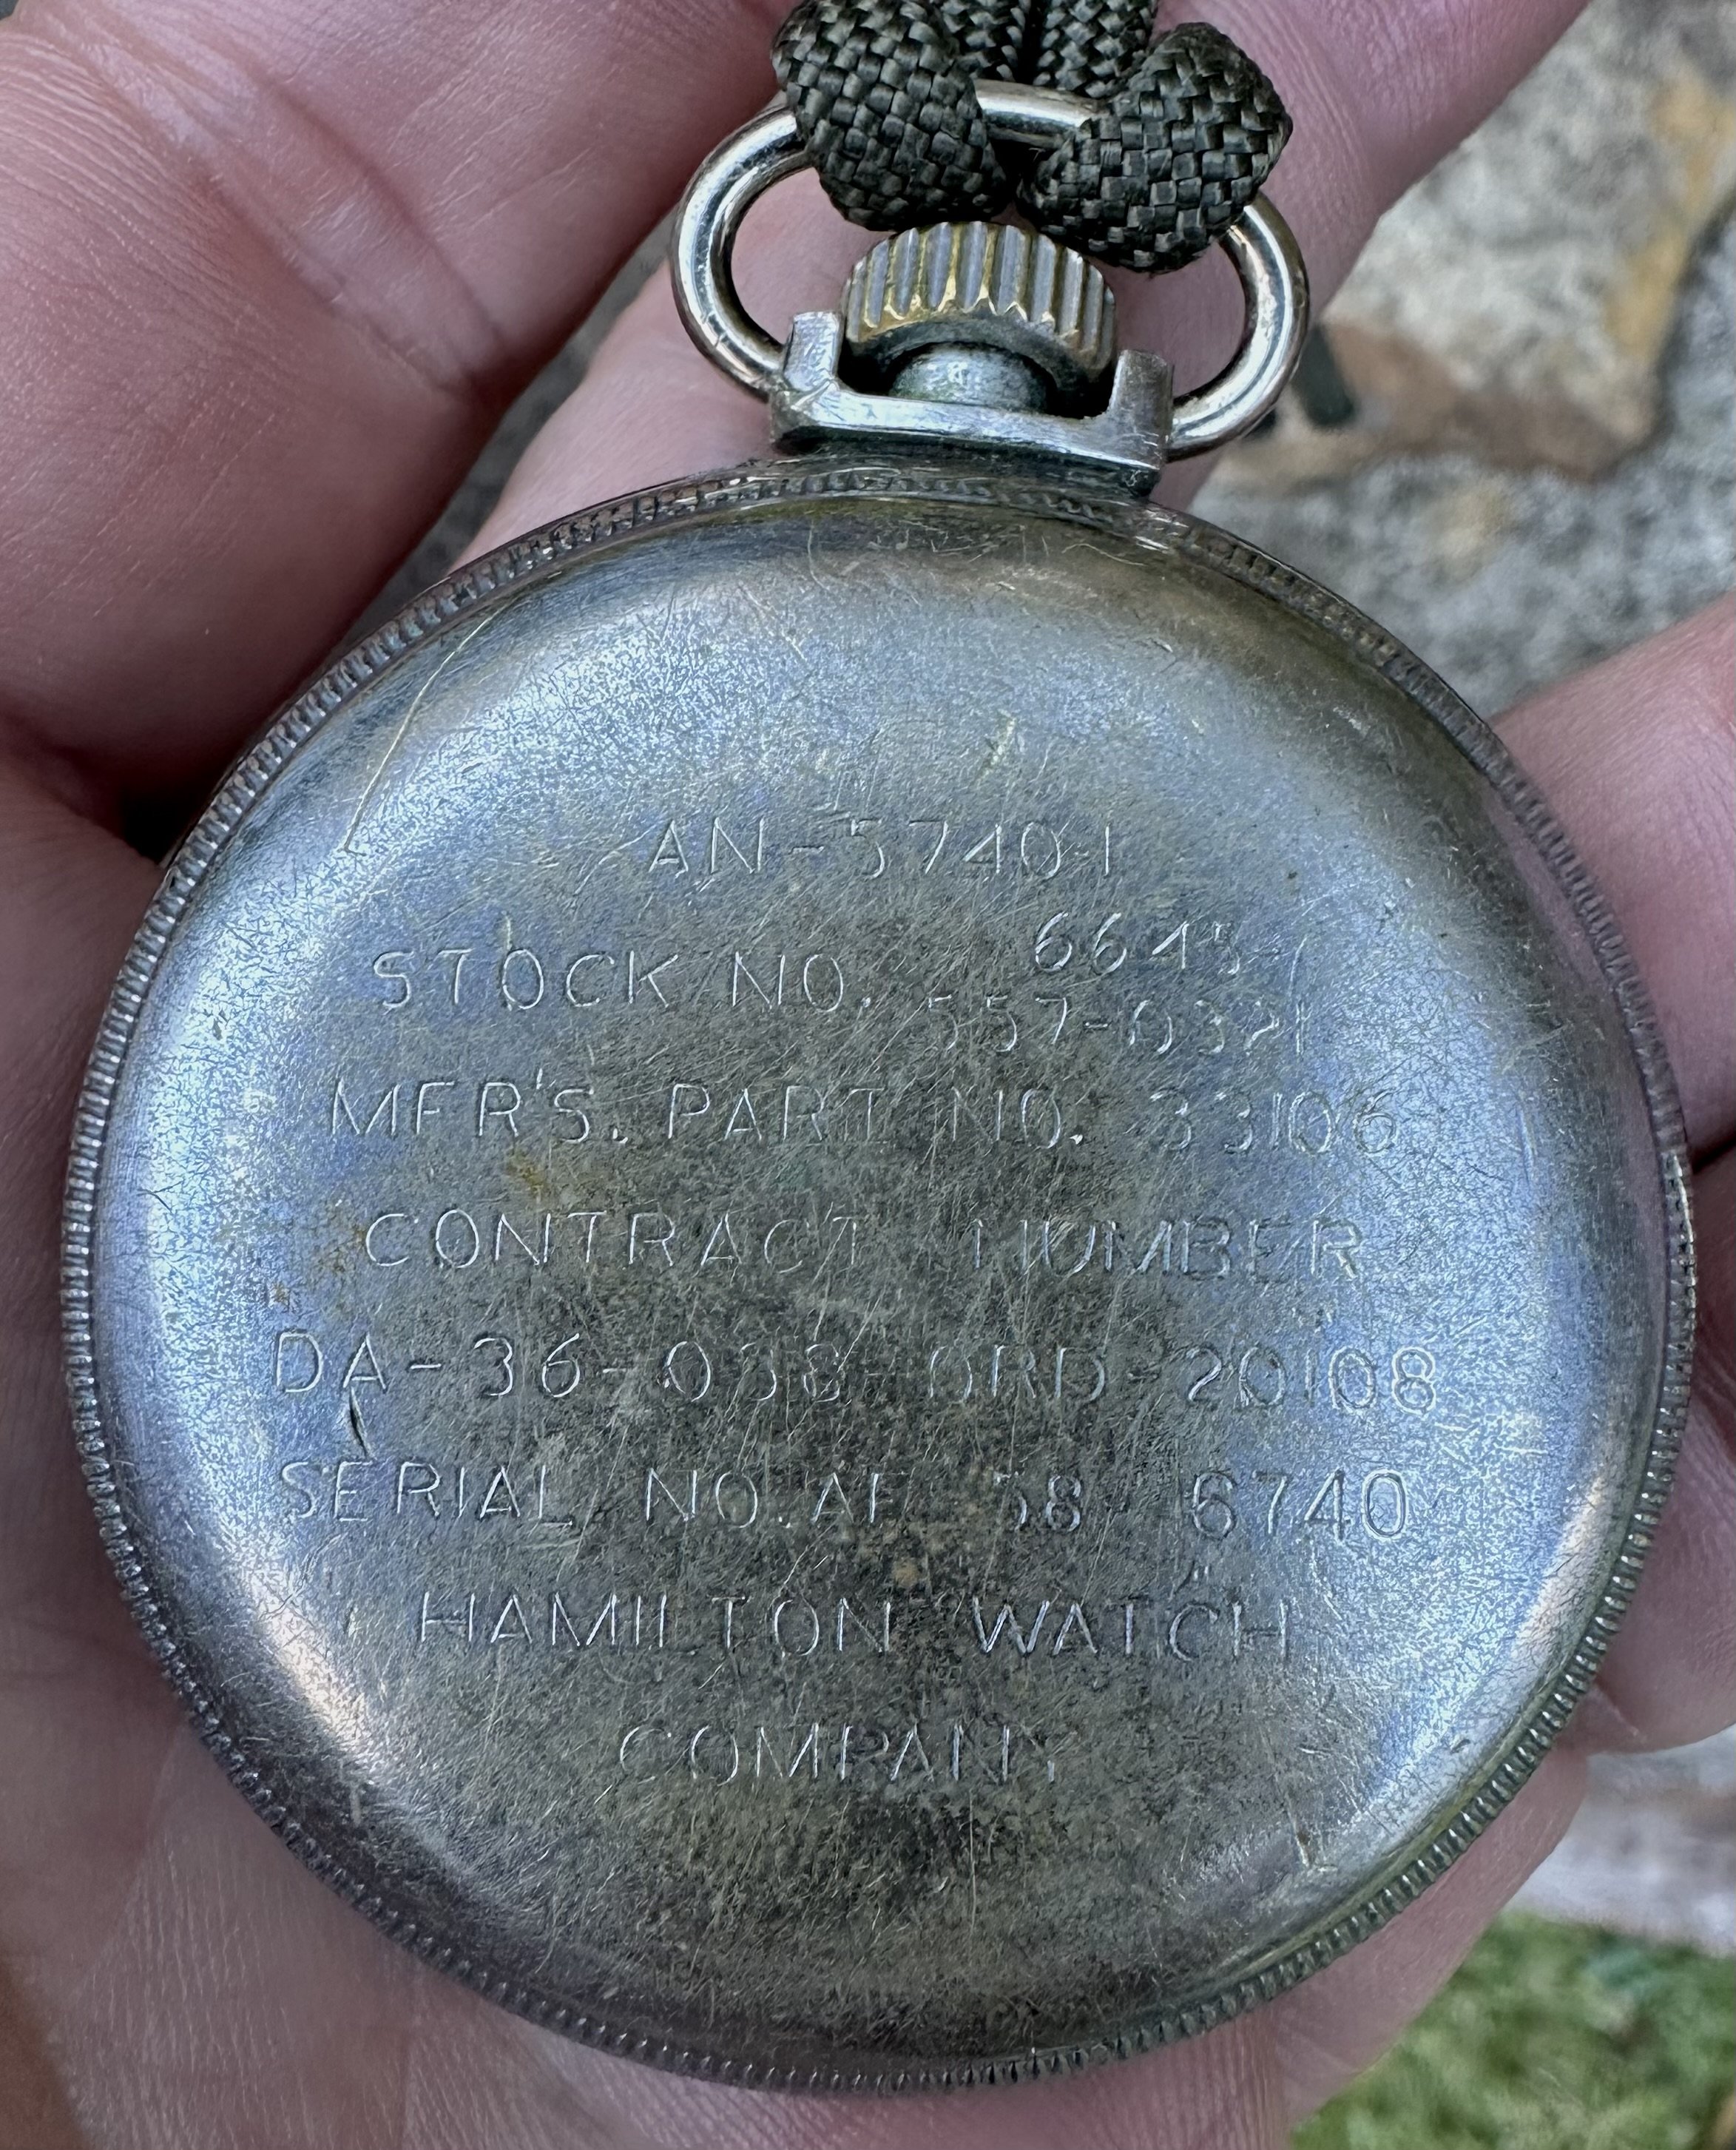 AN-5740-1
6645-
STOCK NO. 557-0321
MFR'S. PART NO. 33106
CONTRACT NUMBER
DA-36-038-ORD-20108
SERIAL NO. AF 58- 6740
HAMILTON WATCH
COMPANY